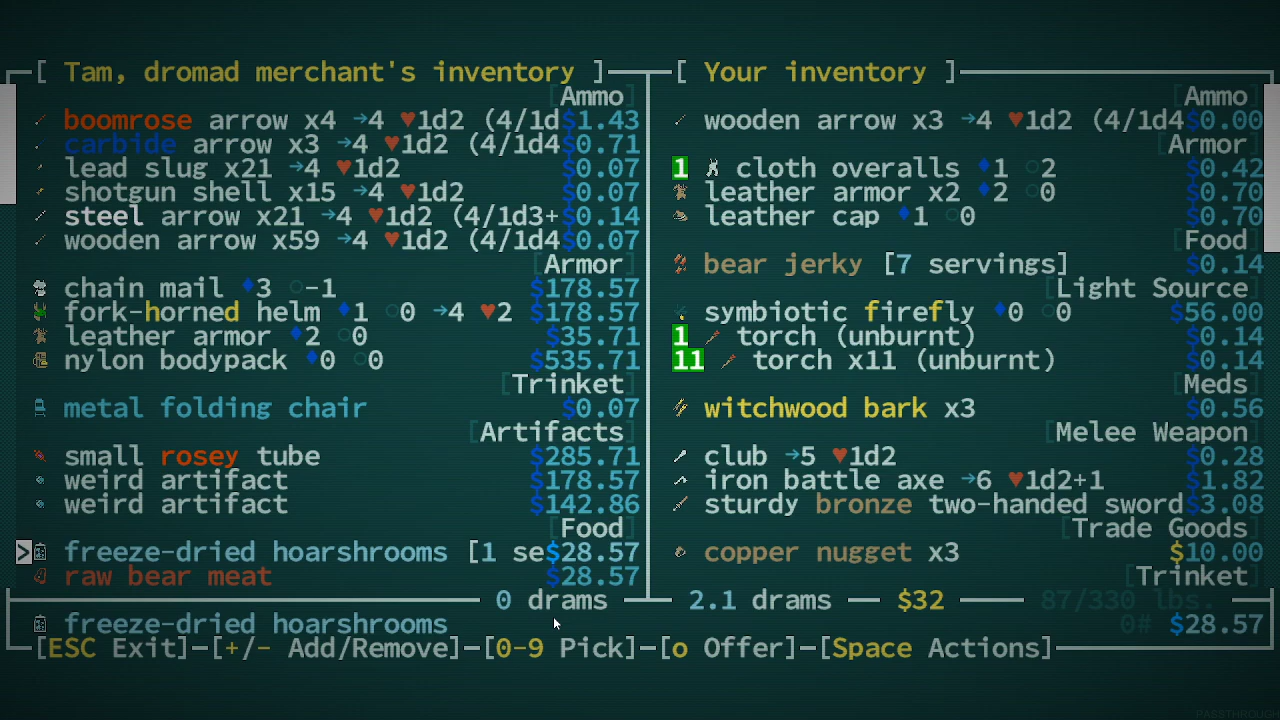 [ Tam, dromad merchant's inventory ]
[Ammo]
boomrose arrow x4 →4 ♥1d2 (4/1d$1.43
carbide arrow x3 →4 ♥1d2 (4/1d4$0.71
lead slug x21 →4 ♥1d2 $0.07
shotgun shell x15 →4 ♥1d2 $0.07
steel arrow x21 →4 ♥1d2 (4/1d3+$0.14
wooden arrow x59 →4 ♥1d2 (4/1d4$0.07
[Armor]
chain mail ♦3 ○-1 $178.57
fork-horned helm ♦1 ○0 →4 ♥2 $178.57
leather armor ♦2 ○0 $35.71
nylon bodypack ♦0 ○0 $535.71
[Trinket]
metal folding chair $0.07
[Artifacts]
small rosey tube $285.71
weird artifact $178.57
weird artifact $142.86
[Food]
> freeze-dried hoarshrooms [1 se$28.57
raw bear meat $28.57
[ Your inventory ]
[Ammo]
wooden arrow x3 →4 ♥1d2 (4/1d4$0.00
[Armor]
1 cloth overalls ♦1 ○2 $0.42
leather armor x2 ♦2 ○0 $0.70
leather cap ♦1 ○0 $0.70
[Food]
bear jerky [7 servings] $0.14
[Light Source]
symbiotic firefly ♦0 ○0 $56.00
1 torch (unburnt) $0.14
11 torch x11 (unburnt) $0.14
[Meds]
witchwood bark x3 $0.56
[Melee Weapon]
club →5 ♥1d2 $0.28
iron battle axe →6 ♥1d2+1 $1.82
sturdy bronze two-handed sword$3.08
[Trade Goods]
copper nugget x3 $10.00
[Trinket]
0 drams 2.1 drams $32 87/330 lbs.
freeze-dried hoarshrooms 0# $28.57
[ESC Exit]-[+/- Add/Remove]-[0-9 Pick]-[o Offer]-[Space Actions]